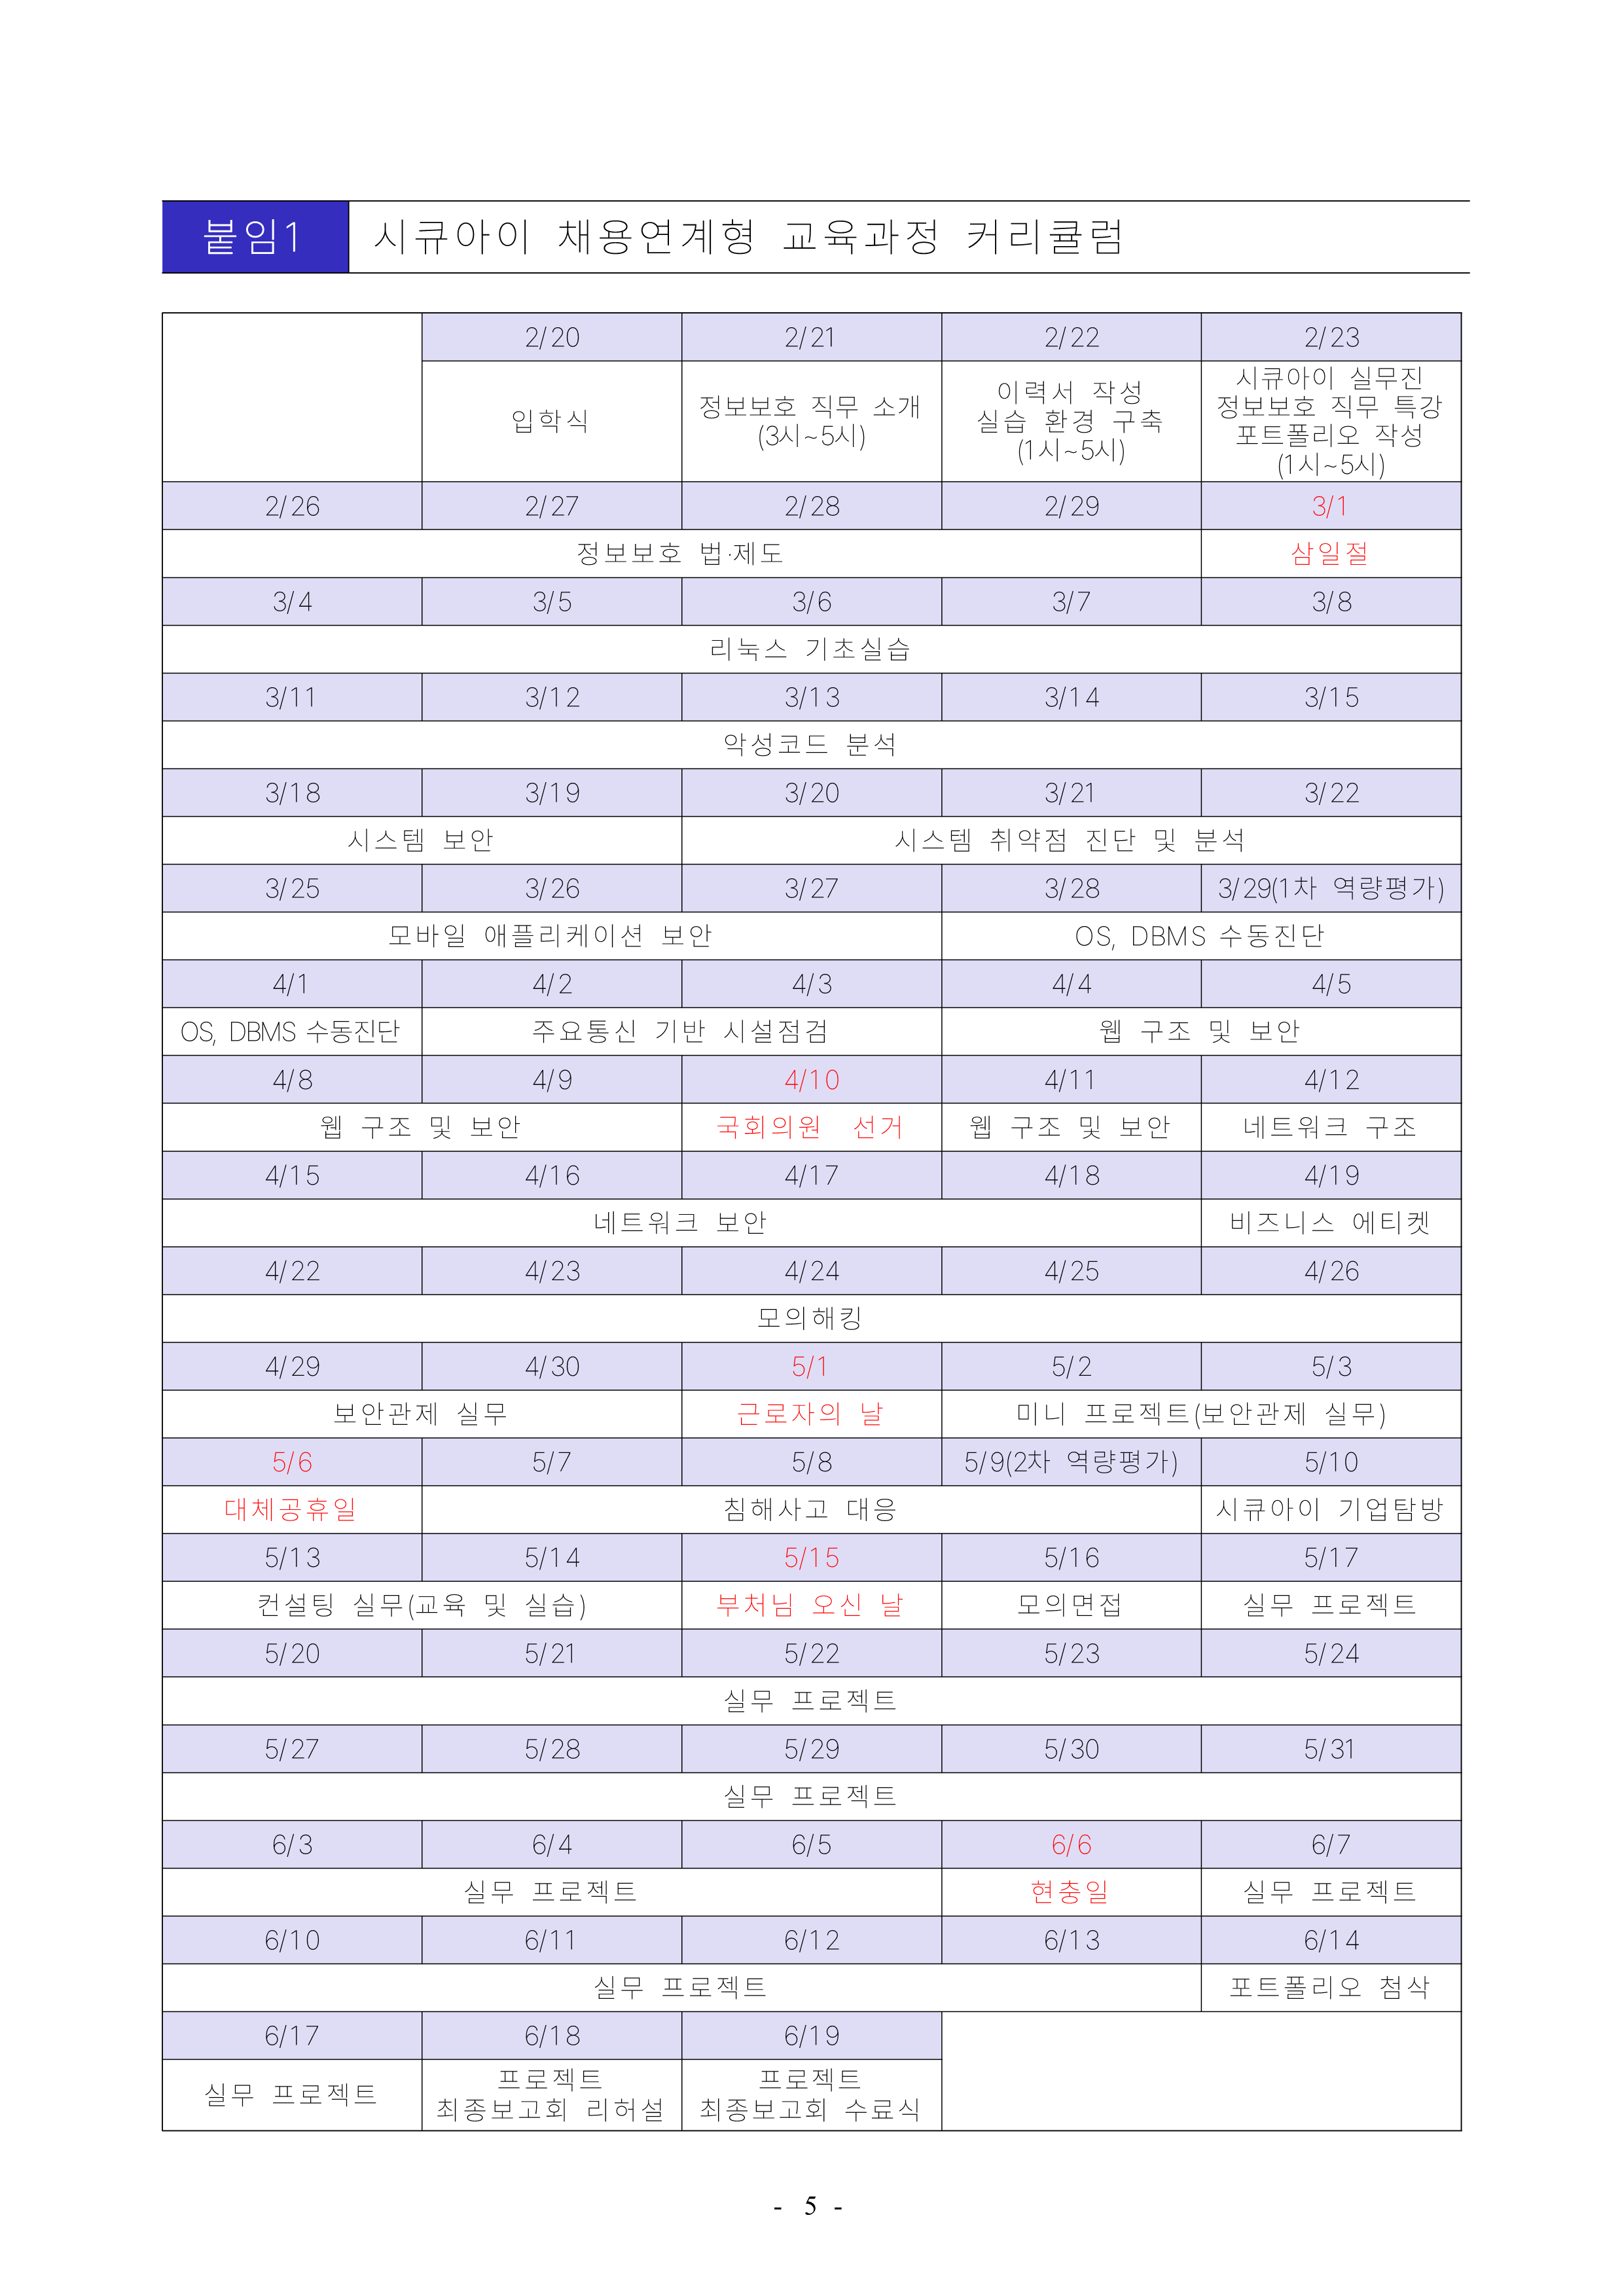 붙임1 시큐아이 채용연계형 교육과정 커리큘럼
2/20 2/21 2/22 2/23
입학식
정보보호 직무 소개
(3시~5시)
이력서 작성
실습 환경 구축
(1시~5시)
시큐아이 실무진
정보보호 직무 특강
포트폴리오 작성
(1시~5시)
2/26 2/27 2/28 2/29 3/1
정보보호 법·제도 삼일절
3/4 3/5 3/6 3/7 3/8
리눅스 기초실습
3/11 3/12 3/13 3/14 3/15
악성코드 분석
3/18 3/19 3/20 3/21 3/22
시스템 보안 시스템 취약점 진단 및 분석
3/25 3/26 3/27 3/28 3/29(1차 역량평가)
모바일 애플리케이션 보안 OS, DBMS 수동진단
4/1 4/2 4/3 4/4 4/5
OS, DBMS 수동진단 주요통신 기반 시설점검 웹 구조 및 보안
4/8 4/9 4/10 4/11 4/12
웹 구조 및 보안 국회의원 선거 웹 구조 및 보안 네트워크 구조
4/15 4/16 4/17 4/18 4/19
네트워크 보안 비즈니스 에티켓
4/22 4/23 4/24 4/25 4/26
모의해킹
4/29 4/30 5/1 5/2 5/3
보안관제 실무 근로자의 날 미니 프로젝트(보안관제 실무)
5/6 5/7 5/8 5/9(2차 역량평가) 5/10
대체공휴일 침해사고 대응 시큐아이 기업탐방
5/13 5/14 5/15 5/16 5/17
컨설팅 실무(교육 및 실습) 부처님 오신 날 모의면접 실무 프로젝트
5/20 5/21 5/22 5/23 5/24
실무 프로젝트
5/27 5/28 5/29 5/30 5/31
실무 프로젝트
6/3 6/4 6/5 6/6 6/7
실무 프로젝트 현충일 실무 프로젝트
6/10 6/11 6/12 6/13 6/14
실무 프로젝트 포트폴리오 첨삭
6/17 6/18 6/19
실무 프로젝트
프로젝트
최종보고회 리허설
프로젝트
최종보고회 수료식
- 5 -